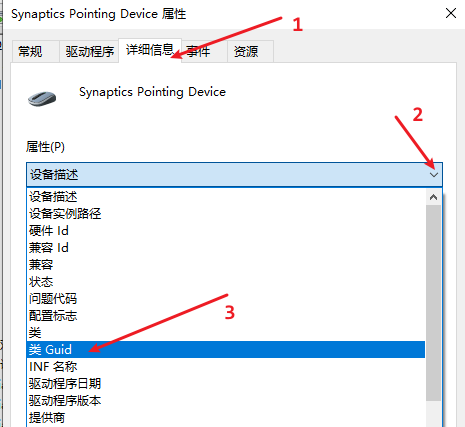 Synaptics Pointing Device 属性
1
常规 驱动程序 详细信息 事件 资源
Synaptics Pointing Device
2
属性(P)
设备描述
设备描述
设备实例路径
硬件 Id
兼容 Id
兼容
状态
问题代码
配置标志
3
类
类 Guid
INF 名称
驱动程序日期
驱动程序版本
提供商